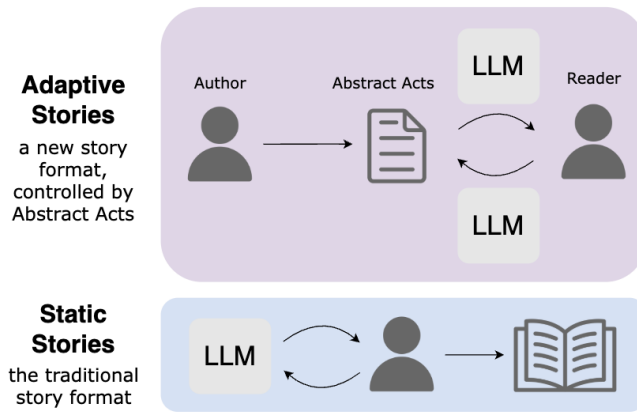 Adaptive
Stories
a new story
format,
controlled by
Abstract Acts
Author
Abstract Acts
LLM
Reader
LLM
Static
Stories
the traditional
story format
LLM